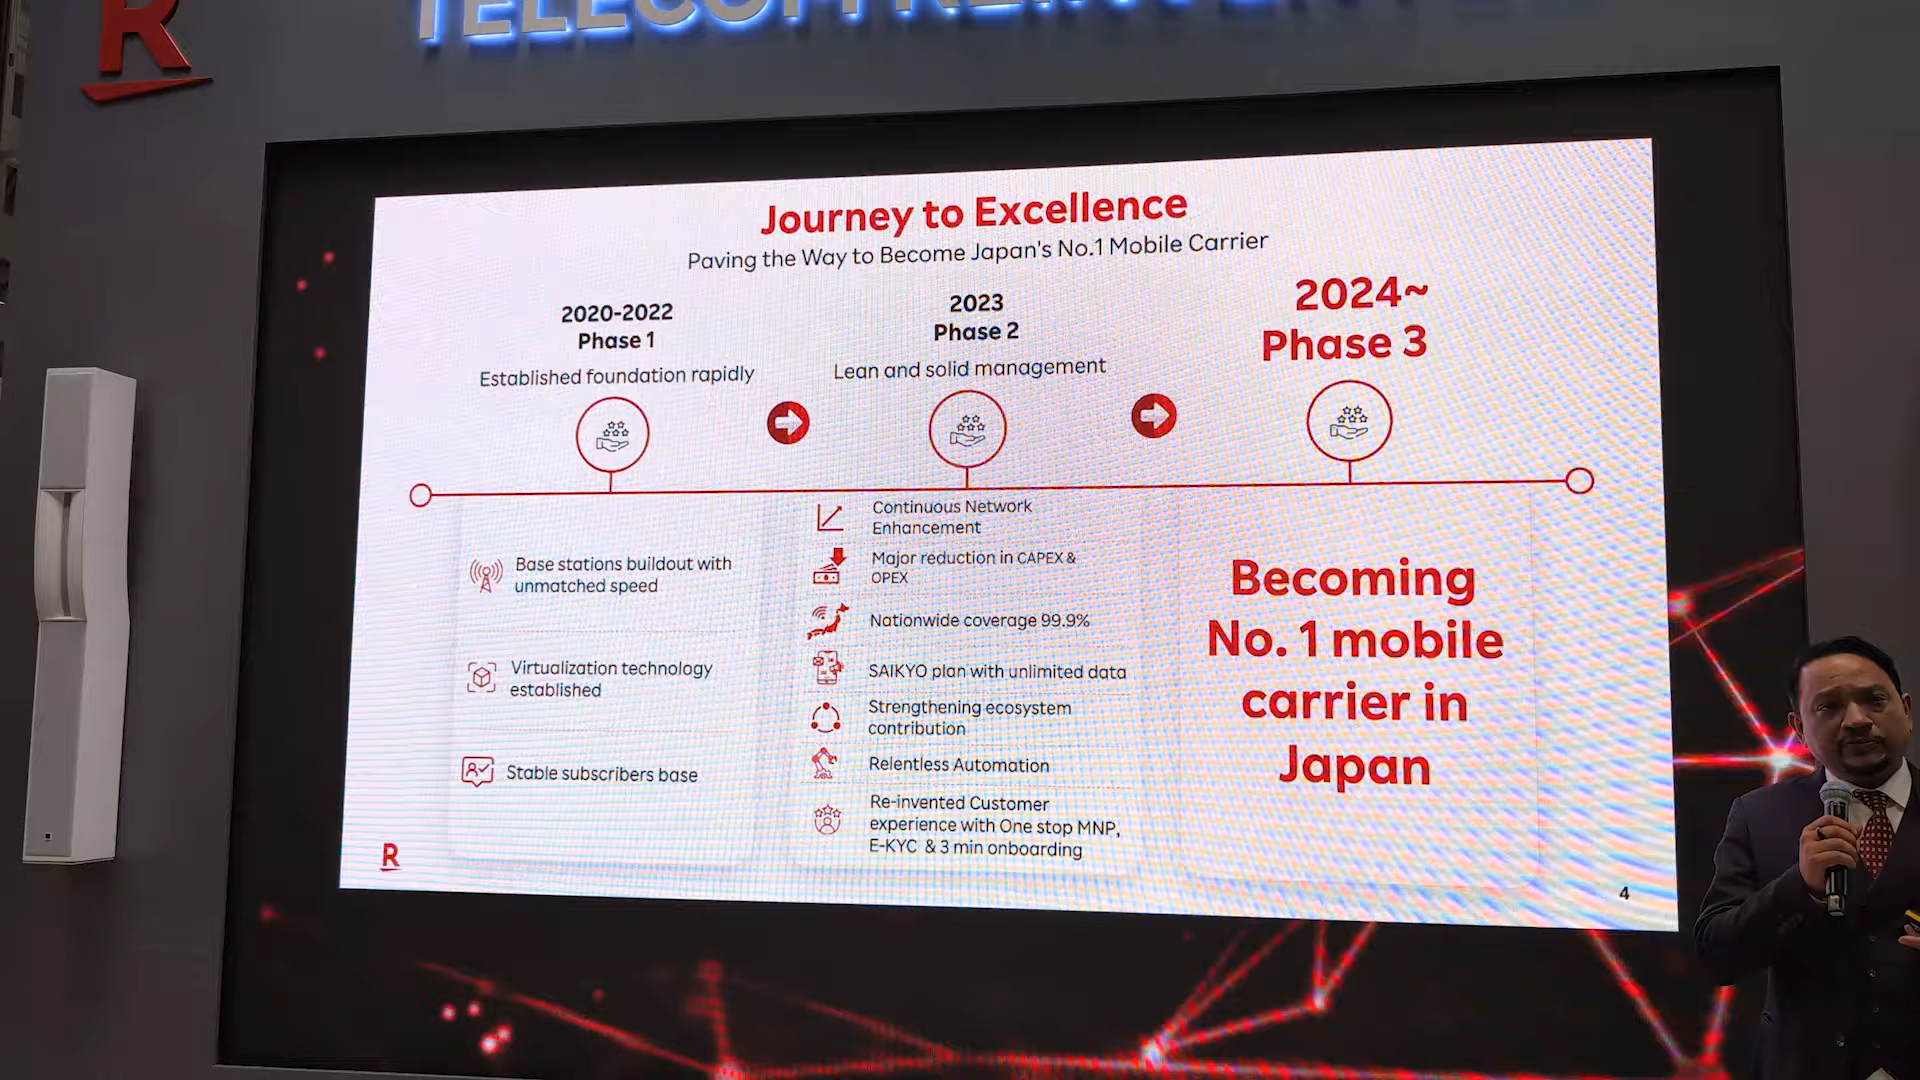 R
Journey to Excellence
Paving the Way to Become Japan's No.1 Mobile Carrier
2020-2022
Phase 1
Established foundation rapidly
2023
Phase 2
Lean and solid management
2024~
Phase 3
Base stations buildout with
unmatched speed
Virtualization technology
established
Stable subscribers base
Continuous Network
Enhancement
Major reduction in CAPEX &
OPEX
Nationwide coverage 99.9%
SAIKYO plan with unlimited data
Strengthening ecosystem
contribution
Relentless Automation
Re-invented Customer
experience with One stop MNP,
E-KYC & 3 min onboarding
Becoming
No. 1 mobile
carrier in
Japan
R
4